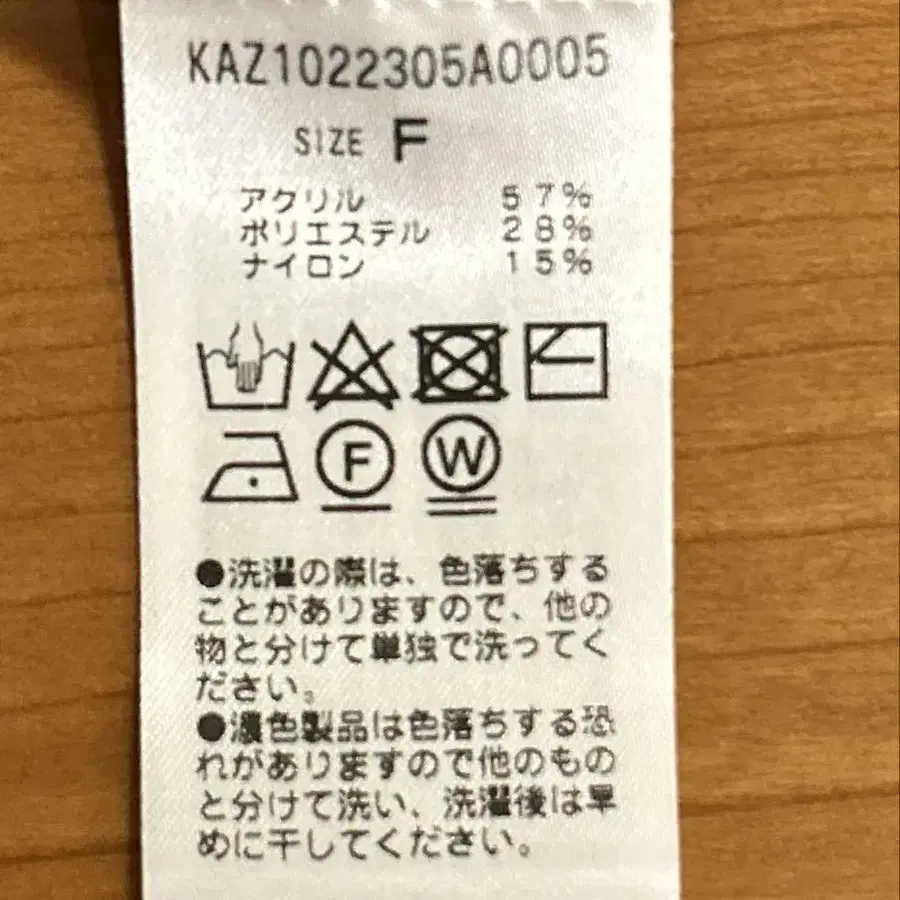 KAZ1022305A0005
SIZE F
アクリル 57%
ポリエステル 28%
ナイロン 15%
F W
●洗濯の際は、色落ちする
ことがありますので、他の
物と分けて単独で洗ってく
ださい。
●濃色製品は色落ちする恐
れがありますので他のもの
と分けて洗い、洗濯後は早
めに干してください。